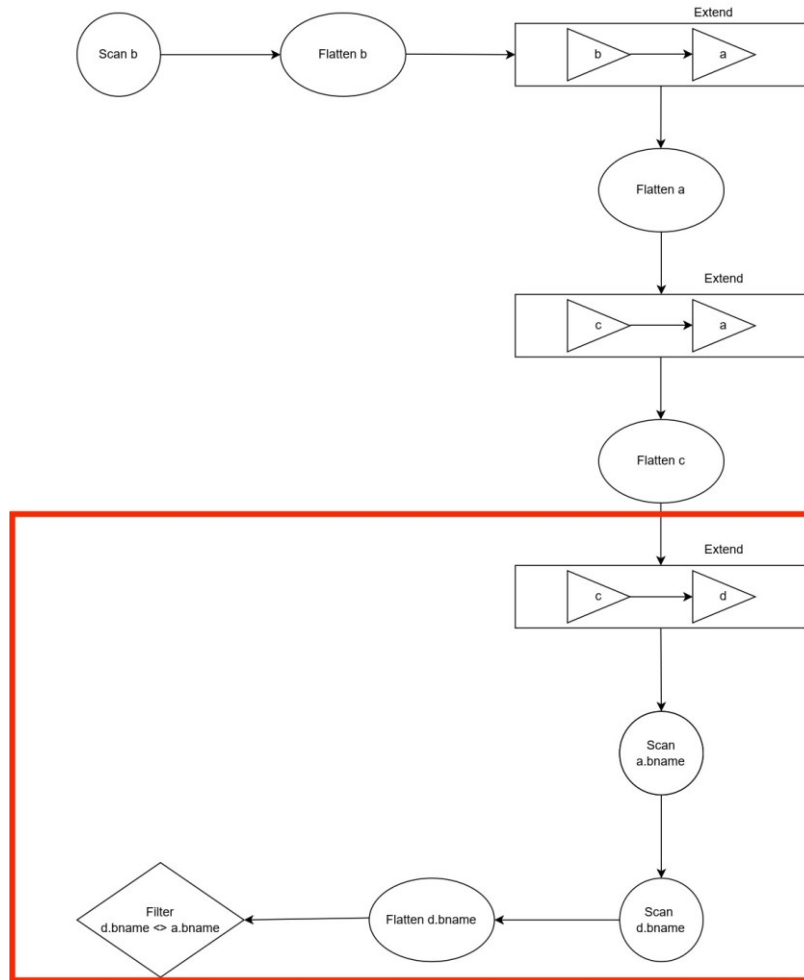 Extend
Scan b
Flatten b
b
a
Flatten a
Extend
c
a
Flatten c
Extend
c
d
Scan
a.bname
Filter
d.bname <> a.bname
Flatten d.bname
Scan
d.bname